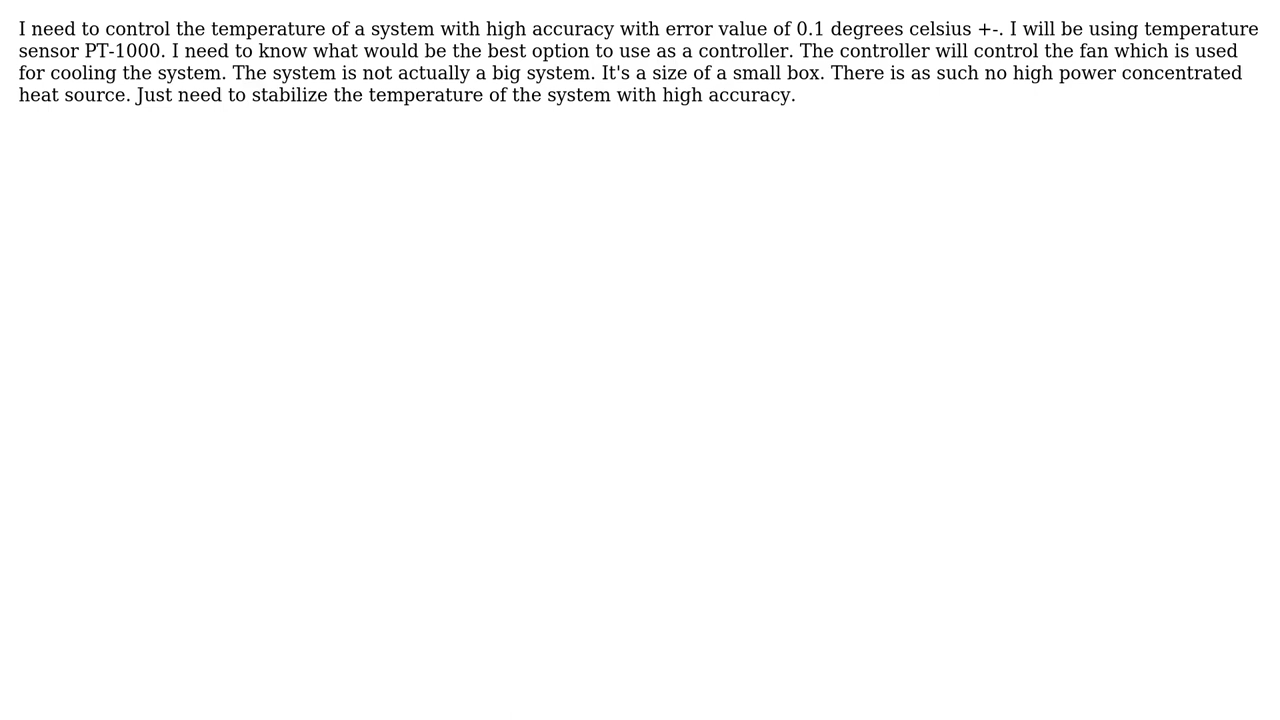 I need to control the temperature of a system with high accuracy with error value of 0.1 degrees celsius +-. I will be using temperature
sensor PT-1000. I need to know what would be the best option to use as a controller. The controller will control the fan which is used
for cooling the system. The system is not actually a big system. It's a size of a small box. There is as such no high power concentrated
heat source. Just need to stabilize the temperature of the system with high accuracy.